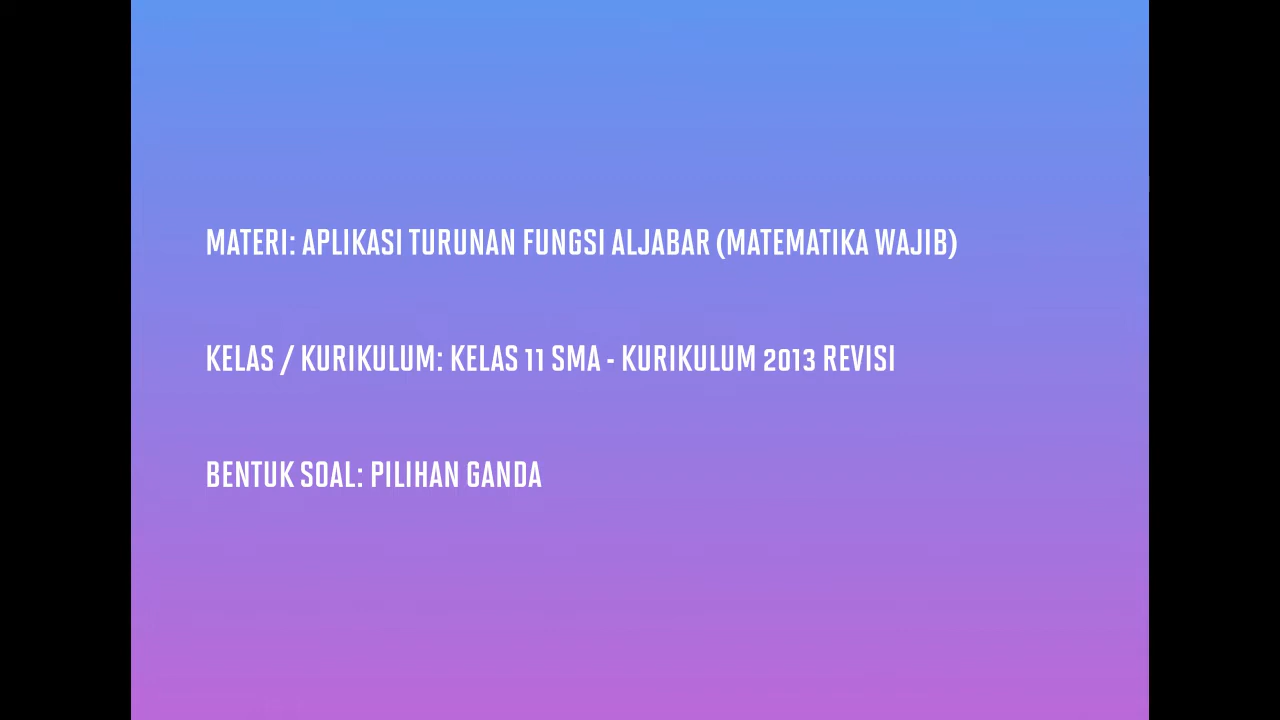 MATERI: APLIKASI TURUNAN FUNGSI ALJABAR (MATEMATIKA WAJIB)
KELAS / KURIKULUM: KELAS 11 SMA - KURIKULUM 2013 REVISI
BENTUK SOAL: PILIHAN GANDA